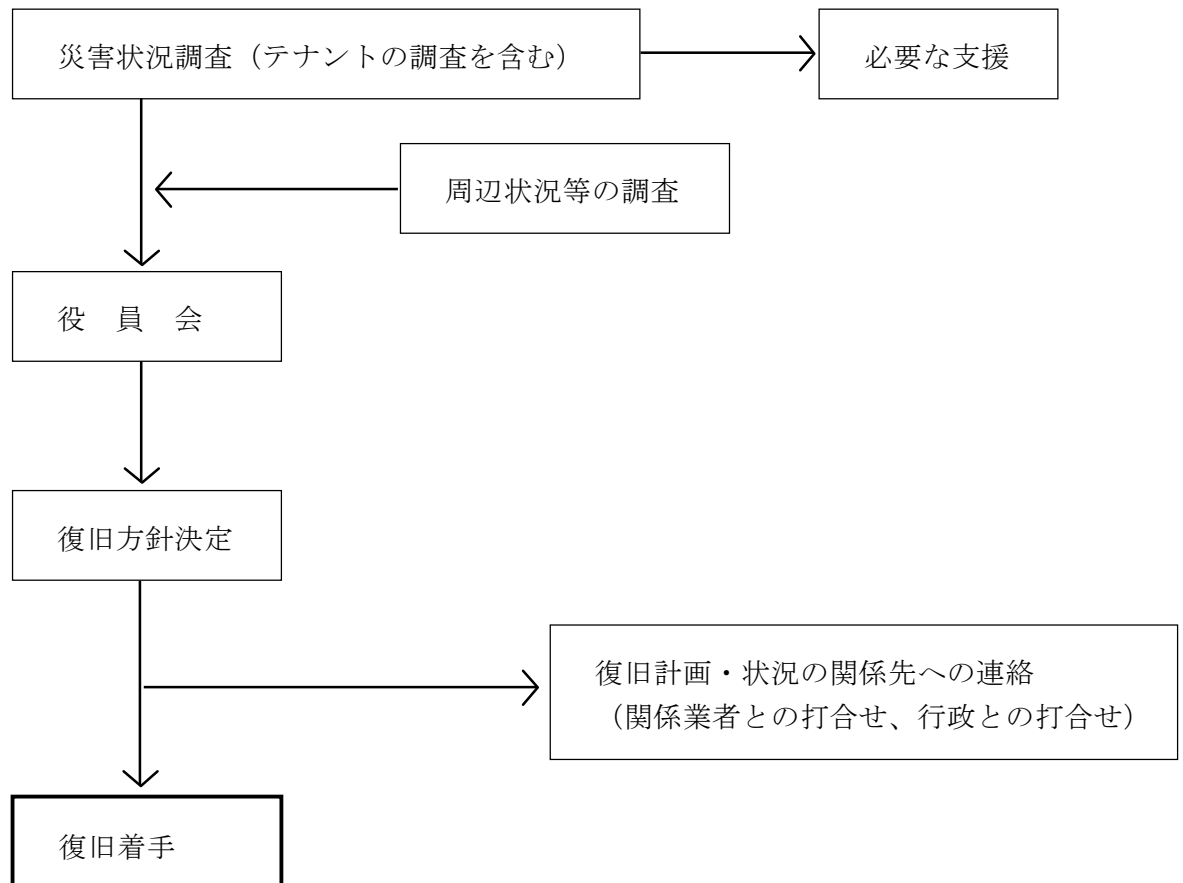 災害状況調査（テナントの調査を含む）
必要な支援
周辺状況等の調査
役　員　会
復旧方針決定
復旧計画・状況の関係先への連絡
（関係業者との打合せ、行政との打合せ）
復旧着手